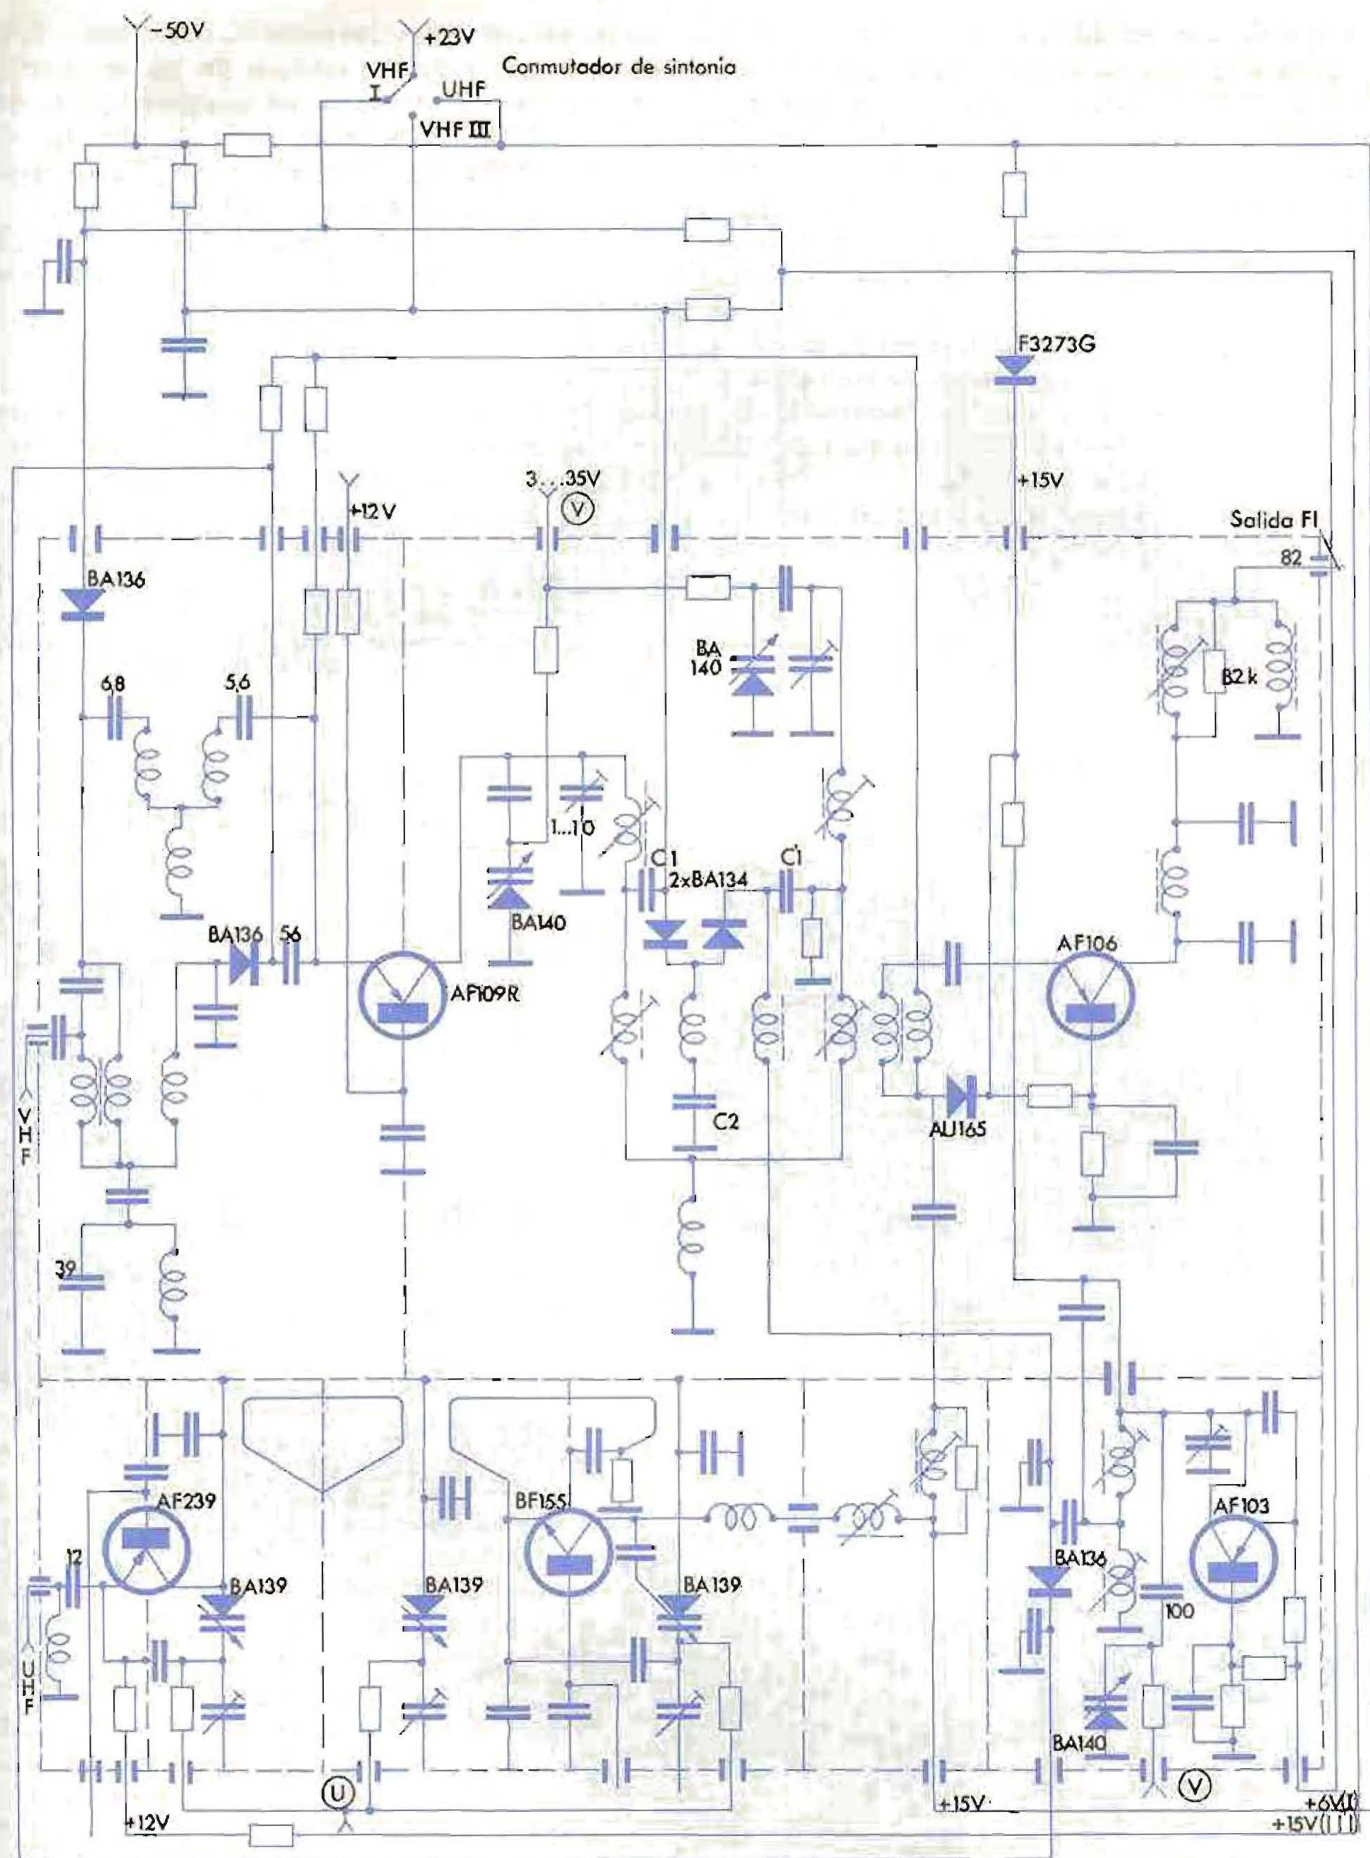 -50V
+23V
Conmutador de sintonia
VHF
I
UHF
VHF III
F3273G
+15V
3...35V
V
+12V
Salida FI
82
BA136
BA
140
B2k
6,8
5,6
1...10
C1
2xBA134
C1
BA140
BA136
56
AF109R
AF106
C2
AU165
VHF
39
AF239
BF155
AF103
12
BA139
BA139
BA139
BA136
100
UHF
BA140
U
V
+12V
+15V
+6V(I)
+15V(III)